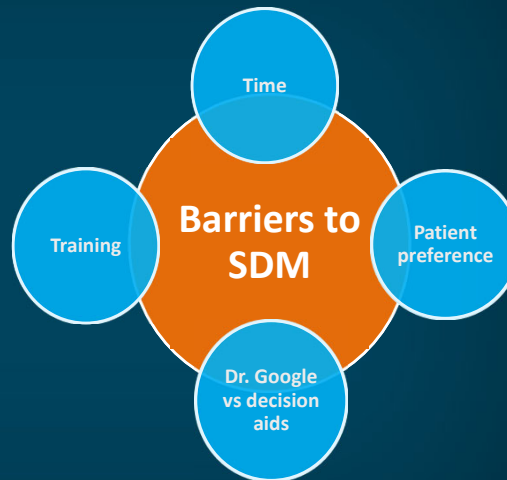 Time
Training
Barriers to
SDM
Patient
preference
Dr. Google
vs decision
aids